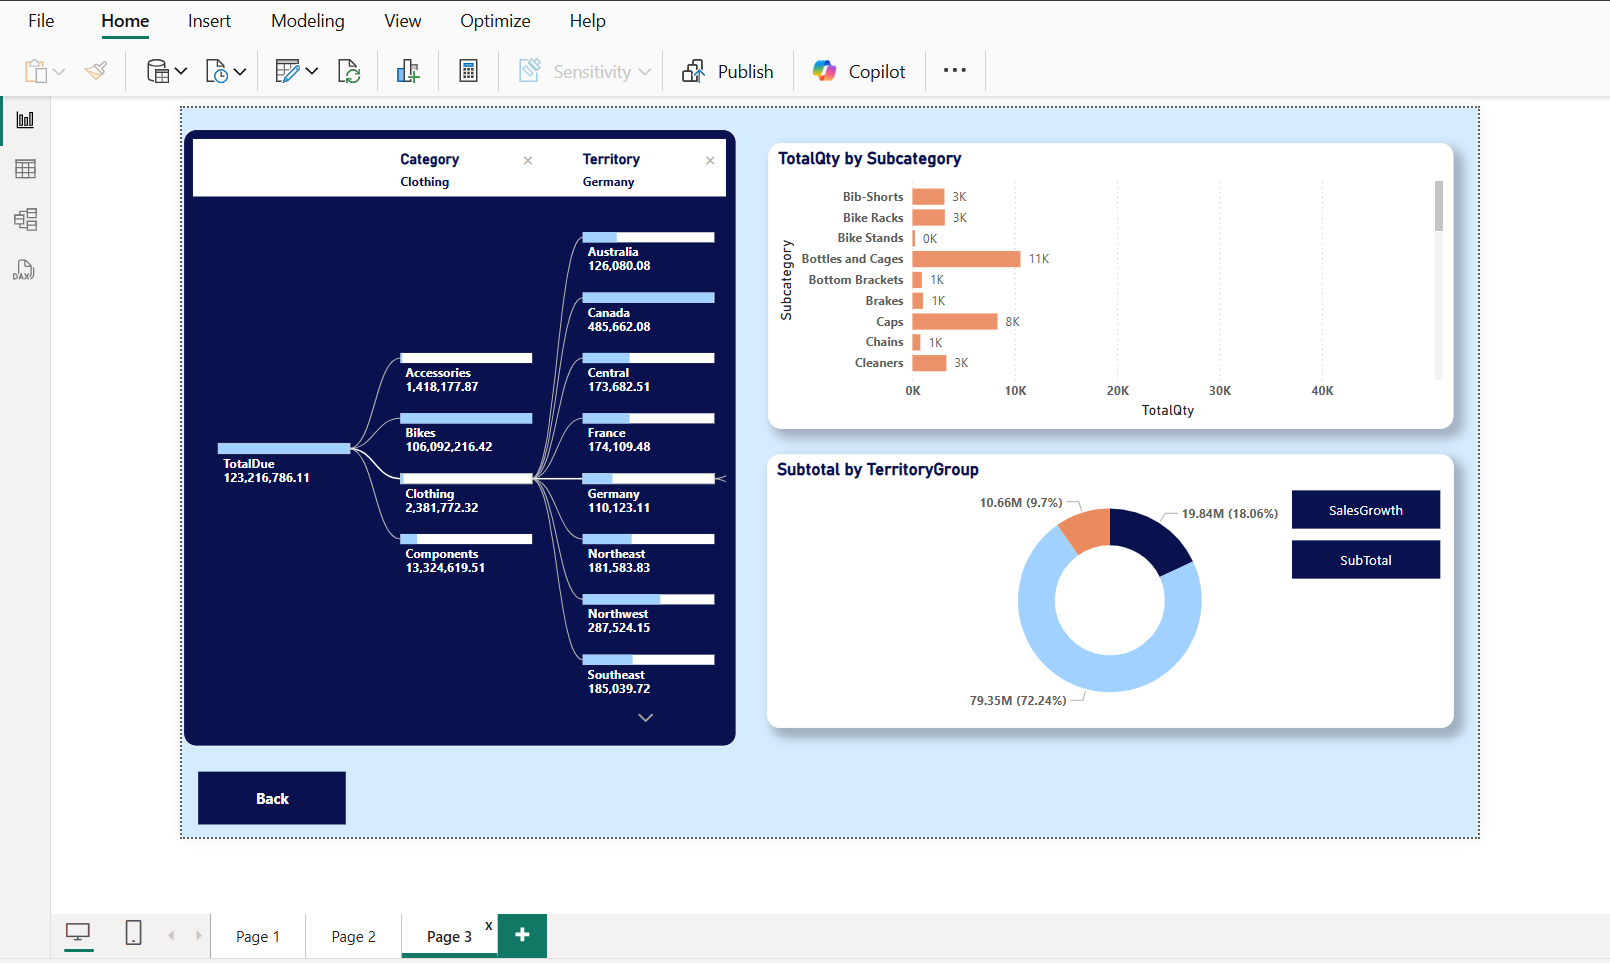 File Home Insert Modeling View Optimize Help
Sensitivity Publish Copilot
DAX
Category Territory
Clothing Germany
TotalDue
123,216,786.11
Accessories
1,418,177.87
Bikes
106,092,216.42
Clothing
2,381,772.32
Components
13,324,619.51
Australia
126,080.08
Canada
485,662.08
Central
173,682.51
France
174,109.48
Germany
110,123.11
Northeast
181,583.83
Northwest
287,524.15
Southeast
185,039.72
TotalQty by Subcategory
Subcategory
Bib-Shorts 3K
Bike Racks 3K
Bike Stands 0K
Bottles and Cages 11K
Bottom Brackets 1K
Brakes 1K
Caps 8K
Chains 1K
Cleaners 3K
0K 10K 20K 30K 40K
TotalQty
Subtotal by TerritoryGroup
10.66M (9.7%)
19.84M (18.06%)
79.35M (72.24%)
SalesGrowth
SubTotal
Back
Page 1 Page 2 Page 3 x